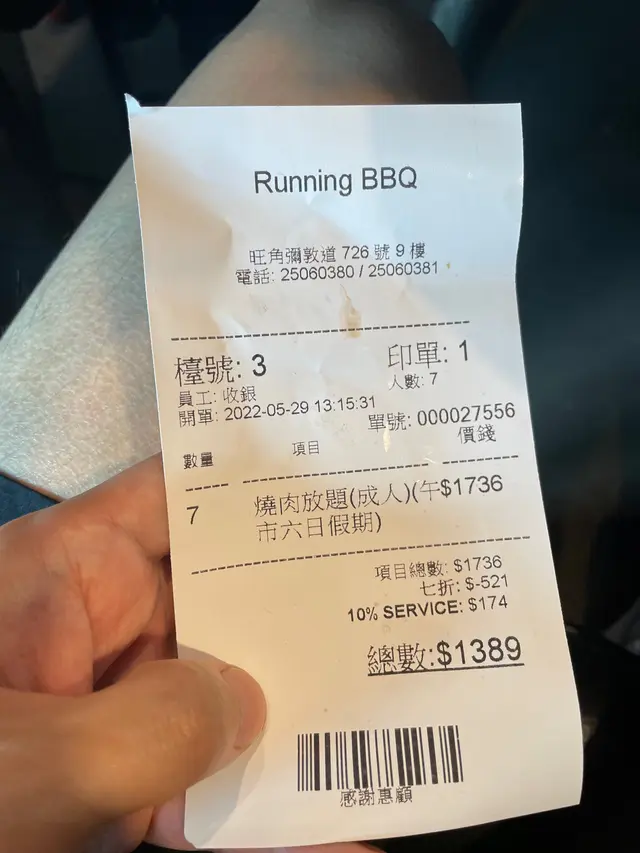 Running BBQ
旺角彌敦道 726 號 9 樓
電話: 25060380 / 25060381
檯號: 3 印單: 1
員工: 收銀 人數: 7
開單: 2022-05-29 13:15:31 單號: 000027556
數量 項目 價錢
7 燒肉放題(成人)(午$1736
市六日假期)
項目總數: $1736
七折: $-521
10% SERVICE: $174
總數:$1389
感謝惠顧